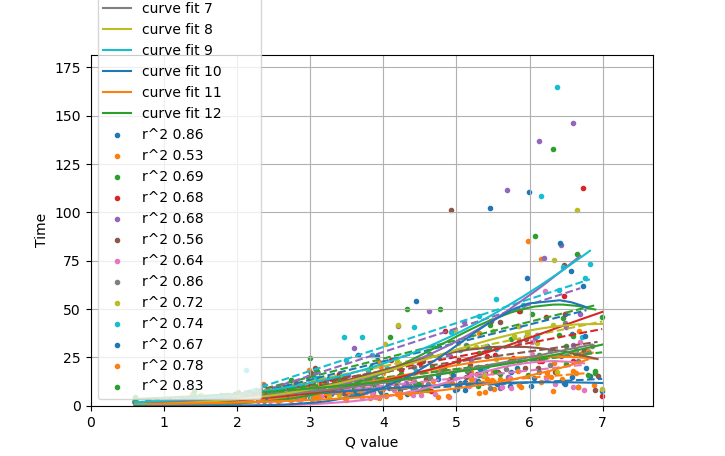 curve fit 7
curve fit 8
curve fit 9
curve fit 10
curve fit 11
curve fit 12
r^2 0.86
r^2 0.53
r^2 0.69
r^2 0.68
r^2 0.68
r^2 0.56
r^2 0.64
r^2 0.86
r^2 0.72
r^2 0.74
r^2 0.67
r^2 0.78
r^2 0.83
175
150
125
100
75
50
25
0
Time
0 1 2 3 4 5 6 7
Q value